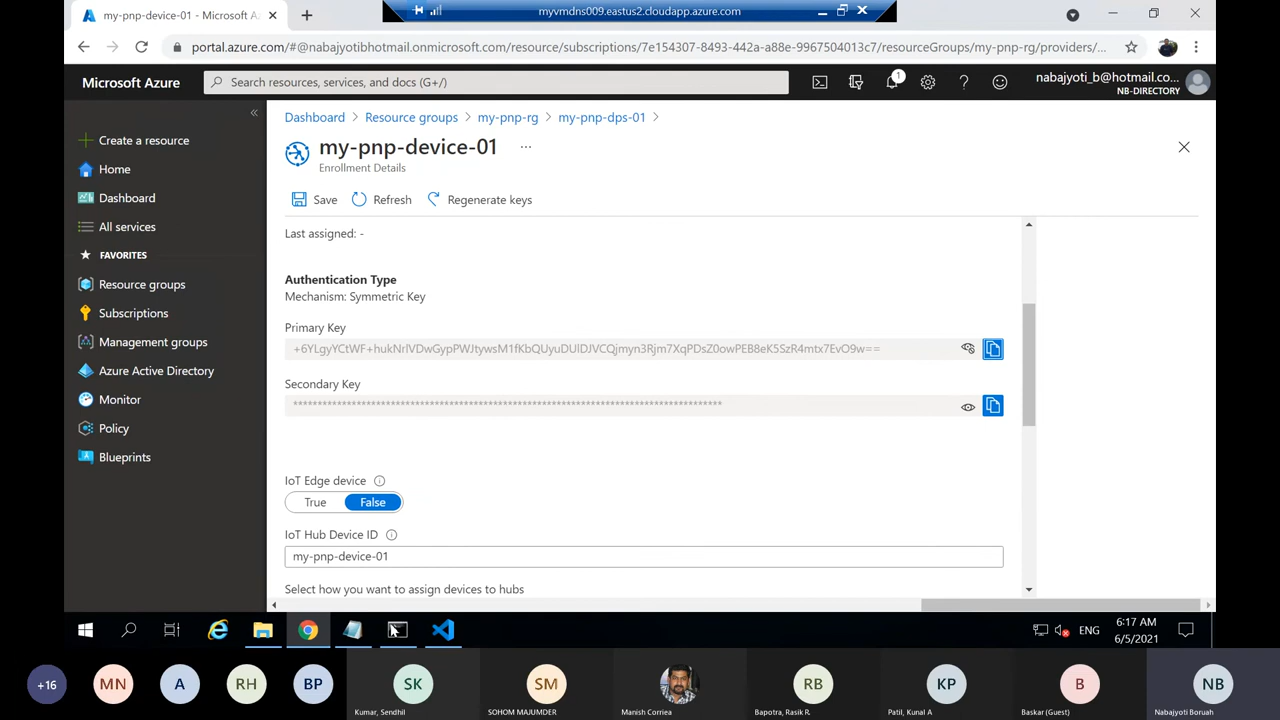 my-pnp-device-01 - Microsoft A
myvmdns009.eastus2.cloudapp.azure.com
portal.azure.com/#@nabajyotibhotmail.onmicrosoft.com/resource/subscriptions/7e154307-8493-442a-a88e-9967504013c7/resourceGroups/my-pnp-rg/providers/...
Microsoft Azure
Search resources, services, and docs (G+/)
1
nabajyoti_b@hotmail.co...
NB-DIRECTORY
Create a resource
Home
Dashboard
All services
FAVORITES
Resource groups
Subscriptions
Management groups
Azure Active Directory
Monitor
Policy
Blueprints
Dashboard > Resource groups > my-pnp-rg > my-pnp-dps-01 >
my-pnp-device-01 ...
Enrollment Details
Save
Refresh
Regenerate keys
Last assigned: -
Authentication Type
Mechanism: Symmetric Key
Primary Key
Secondary Key
IoT Edge device
True
False
IoT Hub Device ID
my-pnp-device-01
Select how you want to assign devices to hubs
ENG
6:17 AM
6/5/2021
+16
MN
A
RH
BP
SK
SM
RB
KP
B
NB
Kumar, Sendhil
SOHOM MAJUMDER
Manish Corriea
Bapotra, Rasik R.
Patil, Kunal A
Baskar (Guest)
Nabajyoti Boruah